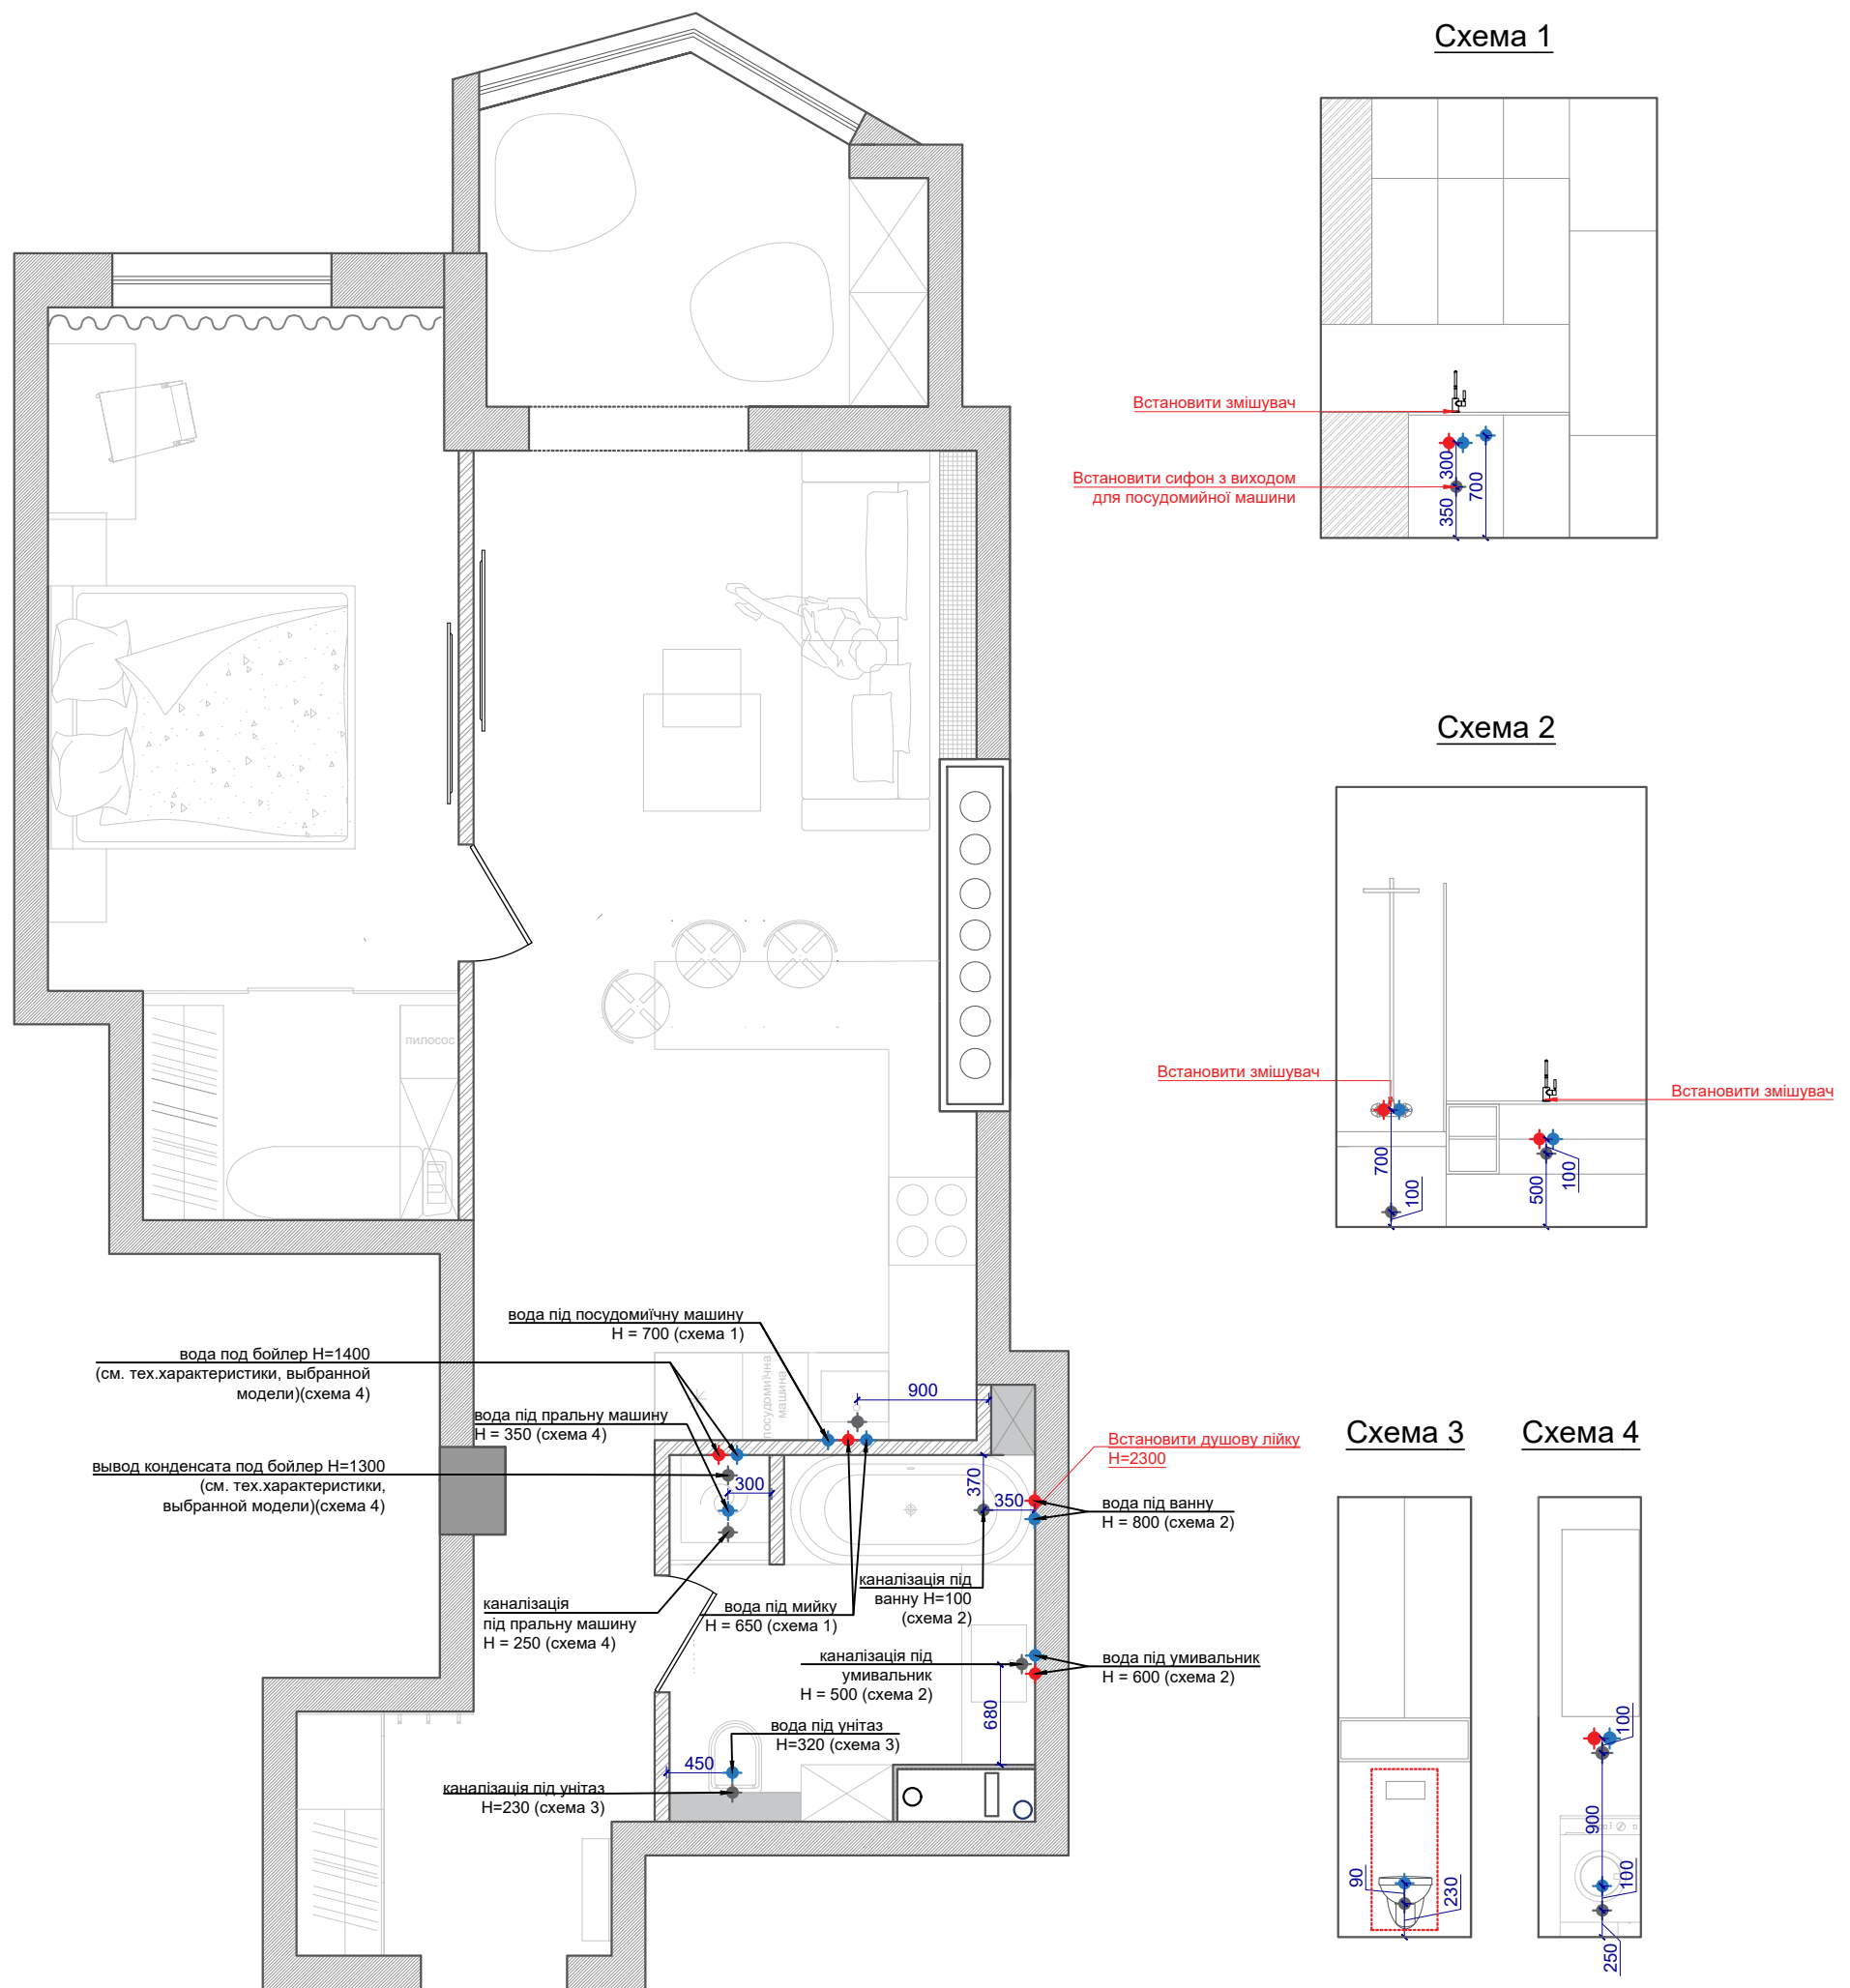 Схема 1
Встановити змішувач
Встановити сифон з виходом
для посудомийної машини
300
350
700
Схема 2
Встановити змішувач
Встановити змішувач
700
100
500
100
пилосос
вода під посудомиїчну машину
H = 700 (схема 1)
вода под бойлер H=1400
(см. тех.характеристики, выбранной
модели)(схема 4)
посудомиїчна
машина
900
вода під пральну машину
H = 350 (схема 4)
вывод конденсата под бойлер H=1300
(см. тех.характеристики,
выбранной модели)(схема 4)
300
370
350
Встановити душову лійку
H=2300
вода під ванну
H = 800 (схема 2)
каналізація
під пральну машину
H = 250 (схема 4)
вода під мийку
H = 650 (схема 1)
каналізація під
ванну H=100
(схема 2)
каналізація під
умивальник
H = 500 (схема 2)
вода під умивальник
H = 600 (схема 2)
680
вода під унітаз
H=320 (схема 3)
450
каналізація під унітаз
H=230 (схема 3)
Схема 3
90
230
Схема 4
100
900
100
250